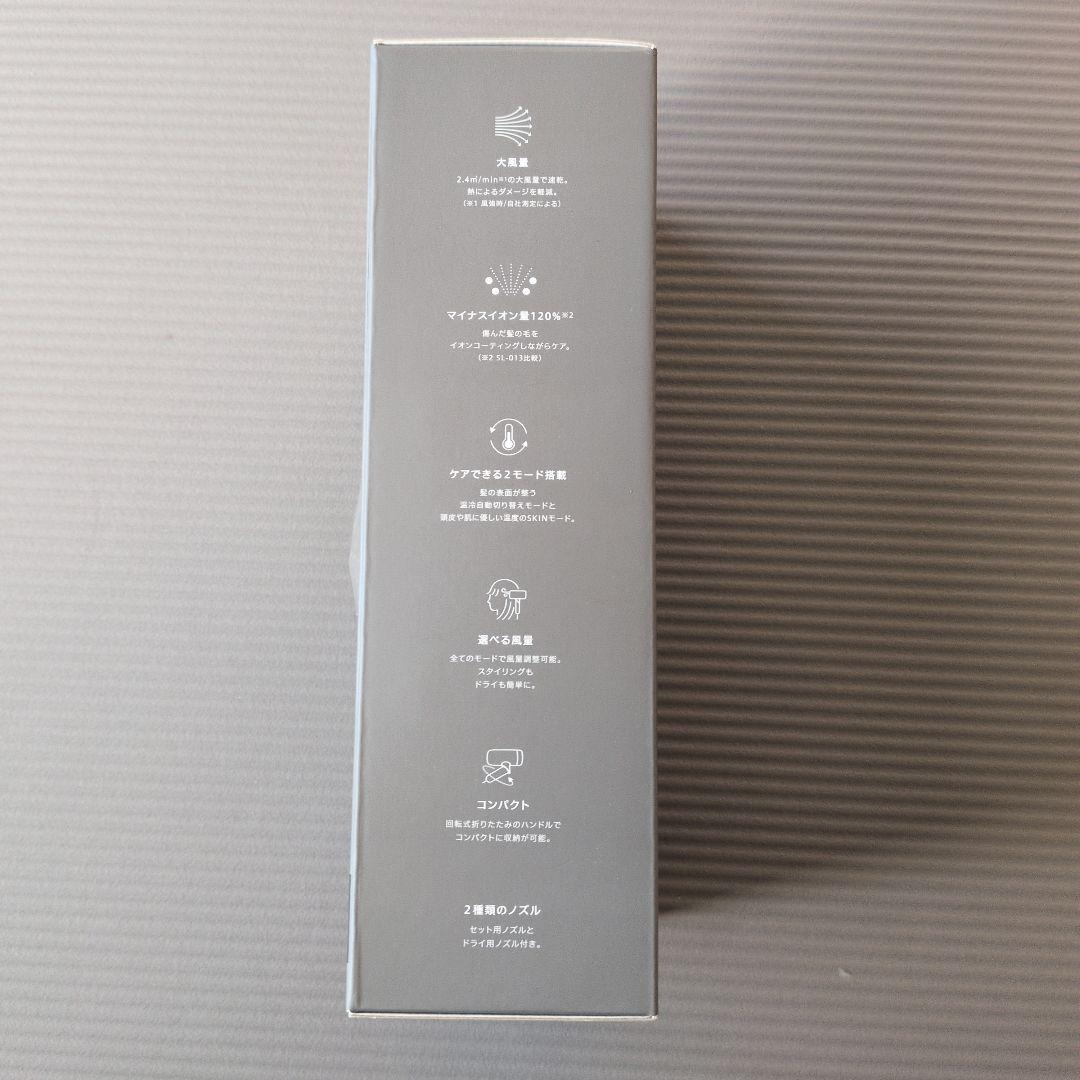 大風量
2.4㎥/min※1の大風量で速乾。
熱によるダメージを軽減。
（※1 風強時/自社測定による）
マイナスイオン量120%※2
傷んだ髪の毛を
イオンコーティングしながらケア。
（※2 SL-013比較）
ケアできる2モード搭載
髪の表面が整う
温冷自動切り替えモードと
頭皮や肌に優しい温度のSKINモード。
選べる風量
全てのモードで風量調整可能。
スタイリングも
ドライも簡単に。
コンパクト
回転式折りたたみのハンドルで
コンパクトに収納が可能。
2種類のノズル
セット用ノズルと
ドライ用ノズル付き。